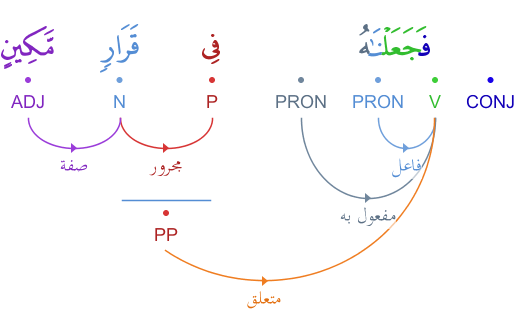 فَجَعَلْنَـٰهُ فِى قَرَارٍ مَّكِينٍ
CONJ V PRON PRON P N ADJ
فاعل مجرور صفة
مفعول به
PP
متعلق